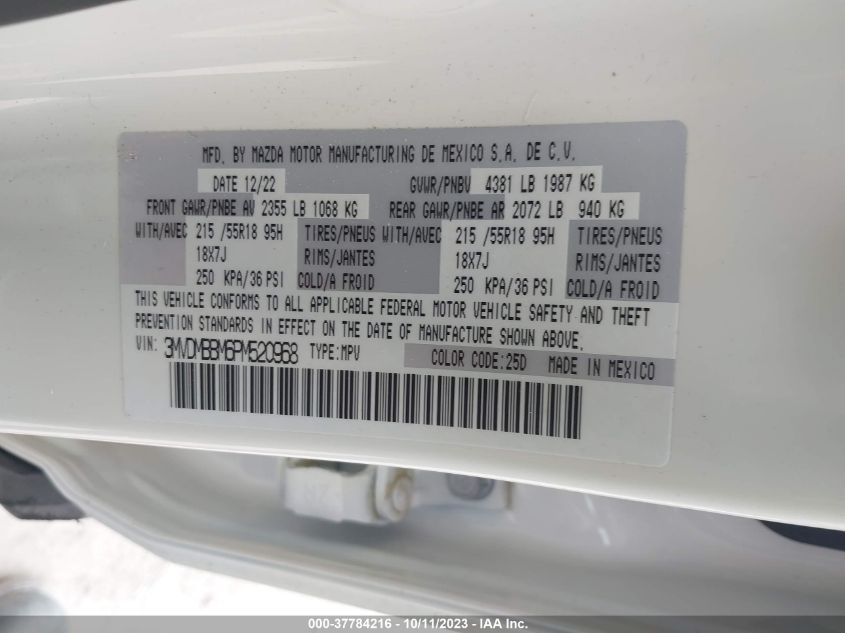 MFD. BY MAZDA MOTOR MANUFACTURING DE MEXICO S.A. DE C.V.
DATE 12/22 GVWR/PNBV 4381 LB 1987 KG
FRONT GAWR/PNBE AV 2355 LB 1068 KG REAR GAWR/PNBE AR 2072 LB 940 KG
WITH/AVEC 215 /55R18 95H TIRES/PNEUS WITH/AVEC 215 /55R18 95H TIRES/PNEUS
18X7J RIMS/JANTES 18X7J RIMS/JANTES
250 KPA/36 PSI COLD/A FROID 250 KPA/36 PSI COLD/A FROID
THIS VEHICLE CONFORMS TO ALL APPLICABLE FEDERAL MOTOR VEHICLE SAFETY AND THEFT
PREVENTION STANDARDS IN EFFECT ON THE DATE OF MANUFACTURE SHOWN ABOVE.
VIN: 3MVDMBBM6PM520968 TYPE:MPV COLOR CODE:25D MADE IN MEXICO
000-37784216 - 10/11/2023 - IAA Inc.